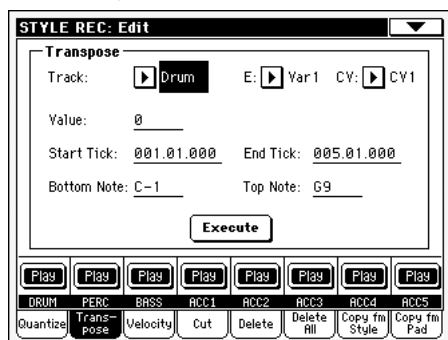 STYLE REC: Edit
Transpose
Track: Drum E: Var1 CV: CV1
Value: 0
Start Tick: 001.01.000 End Tick: 005.01.000
Bottom Note: C-1 Top Note: G9
Execute
Play Play Play Play Play Play Play Play
DRUM PERC BASS ACC1 ACC2 ACC3 ACC4 ACC5
Quantize Trans-pose Velocity Cut Delete Delete All Copy fm Style Copy fm Pad